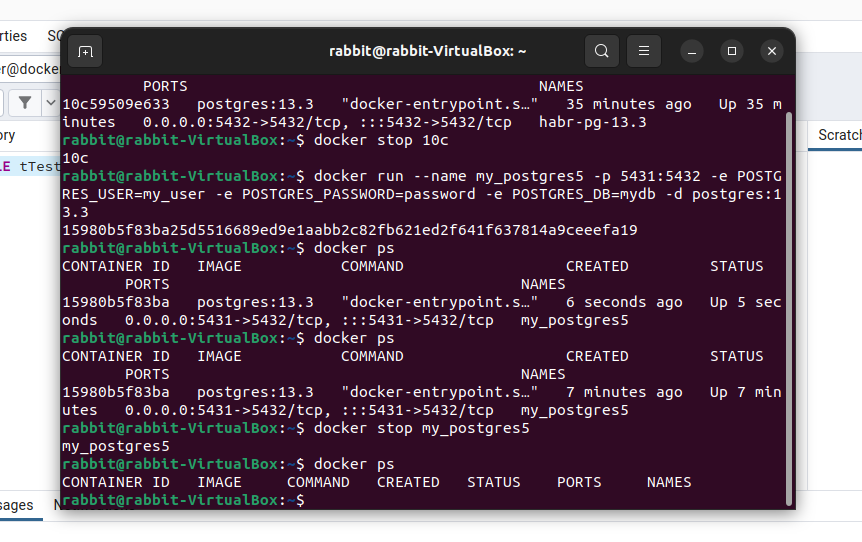 rties
SQ
rabbit@rabbit-VirtualBox: ~
er@docke
PORTS NAMES
10c59509e633 postgres:13.3 "docker-entrypoint.s…" 35 minutes ago Up 35 m
inutes 0.0.0.0:5432->5432/tcp, :::5432->5432/tcp habr-pg-13.3
ory
Scratch
rabbit@rabbit-VirtualBox:~$ docker stop 10c
10c
LE tTest
rabbit@rabbit-VirtualBox:~$ docker run --name my_postgres5 -p 5431:5432 -e POSTG
RES_USER=my_user -e POSTGRES_PASSWORD=password -e POSTGRES_DB=mydb -d postgres:1
3.3
15980b5f83ba25d5516689ed9e1aabb2c82fb621ed2f641f637814a9ceeefa19
rabbit@rabbit-VirtualBox:~$ docker ps
CONTAINER ID IMAGE COMMAND CREATED STATUS
PORTS NAMES
15980b5f83ba postgres:13.3 "docker-entrypoint.s…" 6 seconds ago Up 5 sec
onds 0.0.0.0:5431->5432/tcp, :::5431->5432/tcp my_postgres5
rabbit@rabbit-VirtualBox:~$ docker ps
CONTAINER ID IMAGE COMMAND CREATED STATUS
PORTS NAMES
15980b5f83ba postgres:13.3 "docker-entrypoint.s…" 7 minutes ago Up 7 min
utes 0.0.0.0:5431->5432/tcp, :::5431->5432/tcp my_postgres5
rabbit@rabbit-VirtualBox:~$ docker stop my_postgres5
my_postgres5
rabbit@rabbit-VirtualBox:~$ docker ps
CONTAINER ID IMAGE COMMAND CREATED STATUS PORTS NAMES
rabbit@rabbit-VirtualBox:~$
sages